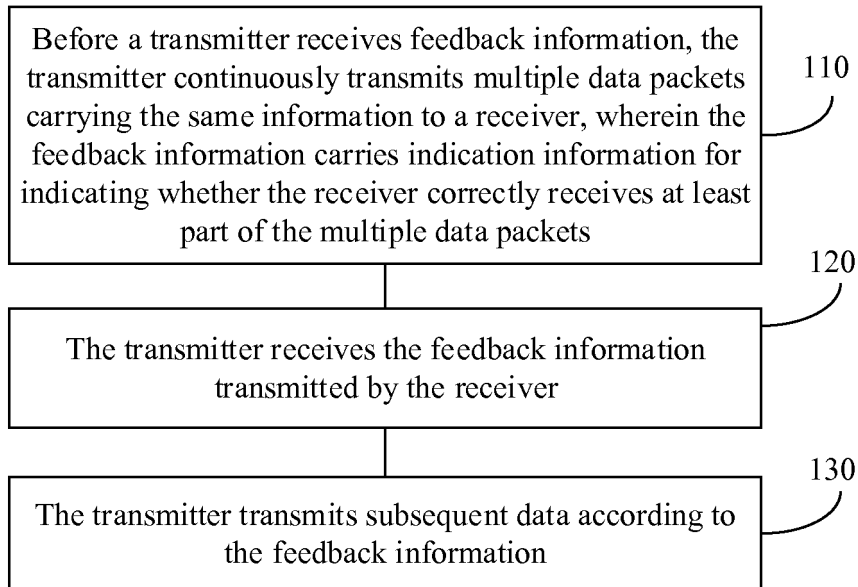 Before a transmitter receives feedback information, the
transmitter continuously transmits multiple data packets
carrying the same information to a receiver, wherein the
feedback information carries indication information for
indicating whether the receiver correctly receives at least
part of the multiple data packets
110
120
The transmitter receives the feedback information
transmitted by the receiver
130
The transmitter transmits subsequent data according to
the feedback information